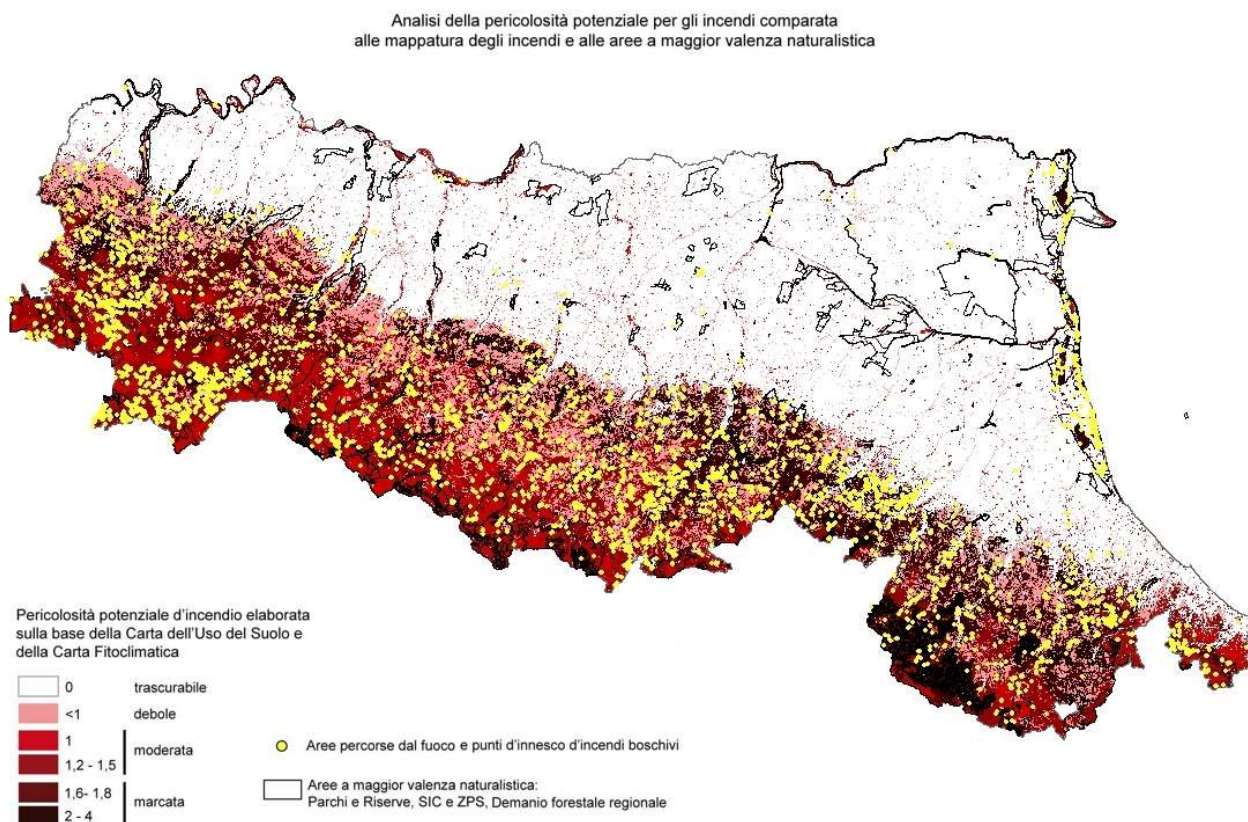 Analisi della pericolosità potenziale per gli incendi comparata
alle mappatura degli incendi e alle aree a maggior valenza naturalistica
Pericolosità potenziale d'incendio elaborata
sulla base della Carta dell'Uso del Suolo e
della Carta Fitoclimatica
0 trascurabile
<1 debole
1
moderata
1,2 - 1,5
1,6- 1,8
marcata
2 - 4
Aree percorse dal fuoco e punti d'innesco d'incendi boschivi
Aree a maggior valenza naturalistica:
Parchi e Riserve, SIC e ZPS, Demanio forestale regionale